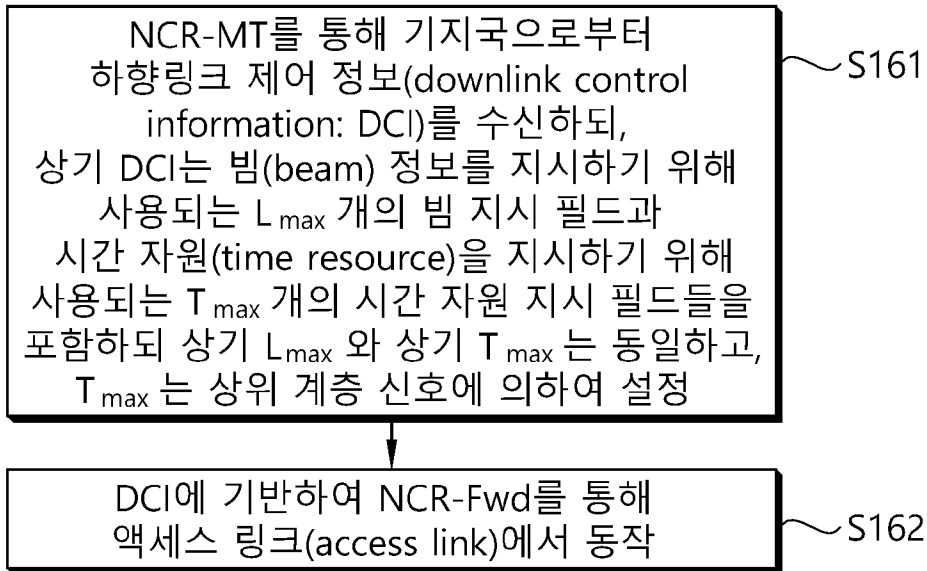 NCR-MT를 통해 기지국으로부터
하향링크 제어 정보(downlink control
information: DCI)를 수신하되,
상기 DCI는 빔(beam) 정보를 지시하기 위해
사용되는 Lmax 개의 빔 지시 필드과
시간 자원(time resource)을 지시하기 위해
사용되는 Tmax 개의 시간 자원 지시 필드들을
포함하되 상기 Lmax 와 상기 Tmax 는 동일하고,
Tmax 는 상위 계층 신호에 의하여 설정
S161
DCI에 기반하여 NCR-Fwd를 통해
액세스 링크(access link)에서 동작
S162